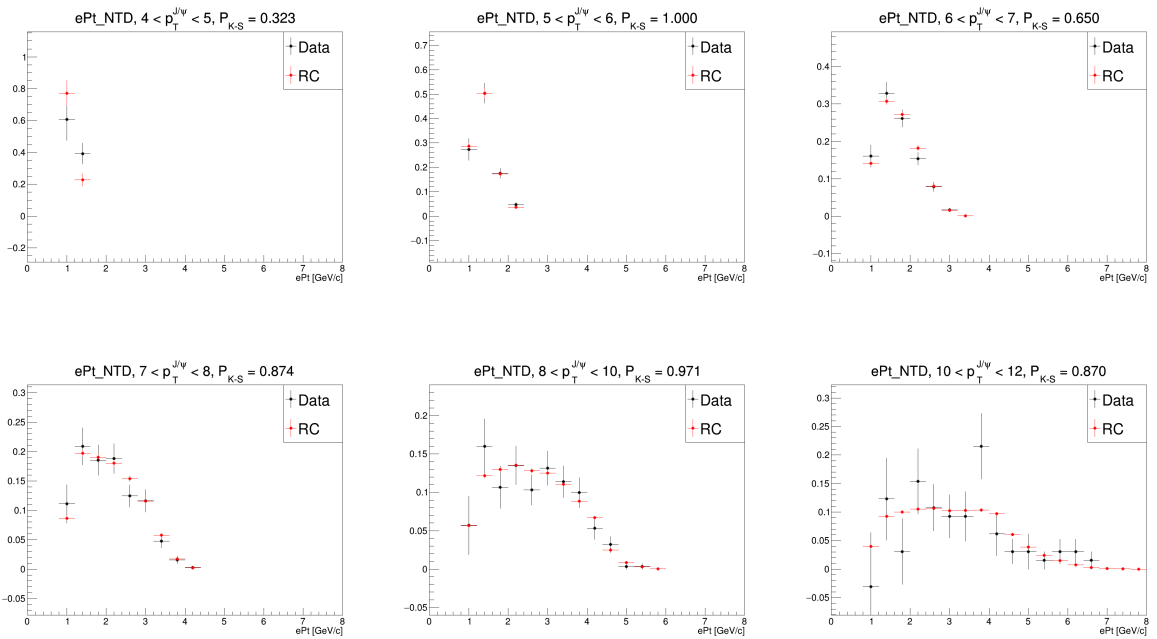 ePt_NTD, 4 < p_T^{J/ψ} < 5, P_{K-S} = 0.323
Data
RC
1
0.8
0.6
0.4
0.2
0
−0.2
0 1 2 3 4 5 6 7 8
ePt [GeV/c]
ePt_NTD, 5 < p_T^{J/ψ} < 6, P_{K-S} = 1.000
Data
RC
0.7
0.6
0.5
0.4
0.3
0.2
0.1
0
−0.1
0 1 2 3 4 5 6 7 8
ePt [GeV/c]
ePt_NTD, 6 < p_T^{J/ψ} < 7, P_{K-S} = 0.650
Data
RC
0.4
0.3
0.2
0.1
0
−0.1
0 1 2 3 4 5 6 7 8
ePt [GeV/c]
ePt_NTD, 7 < p_T^{J/ψ} < 8, P_{K-S} = 0.874
Data
RC
0.3
0.25
0.2
0.15
0.1
0.05
0
−0.05
0 1 2 3 4 5 6 7 8
ePt [GeV/c]
ePt_NTD, 8 < p_T^{J/ψ} < 10, P_{K-S} = 0.971
Data
RC
0.2
0.15
0.1
0.05
0
−0.05
0 1 2 3 4 5 6 7 8
ePt [GeV/c]
ePt_NTD, 10 < p_T^{J/ψ} < 12, P_{K-S} = 0.870
Data
RC
0.3
0.25
0.2
0.15
0.1
0.05
0
−0.05
0 1 2 3 4 5 6 7 8
ePt [GeV/c]